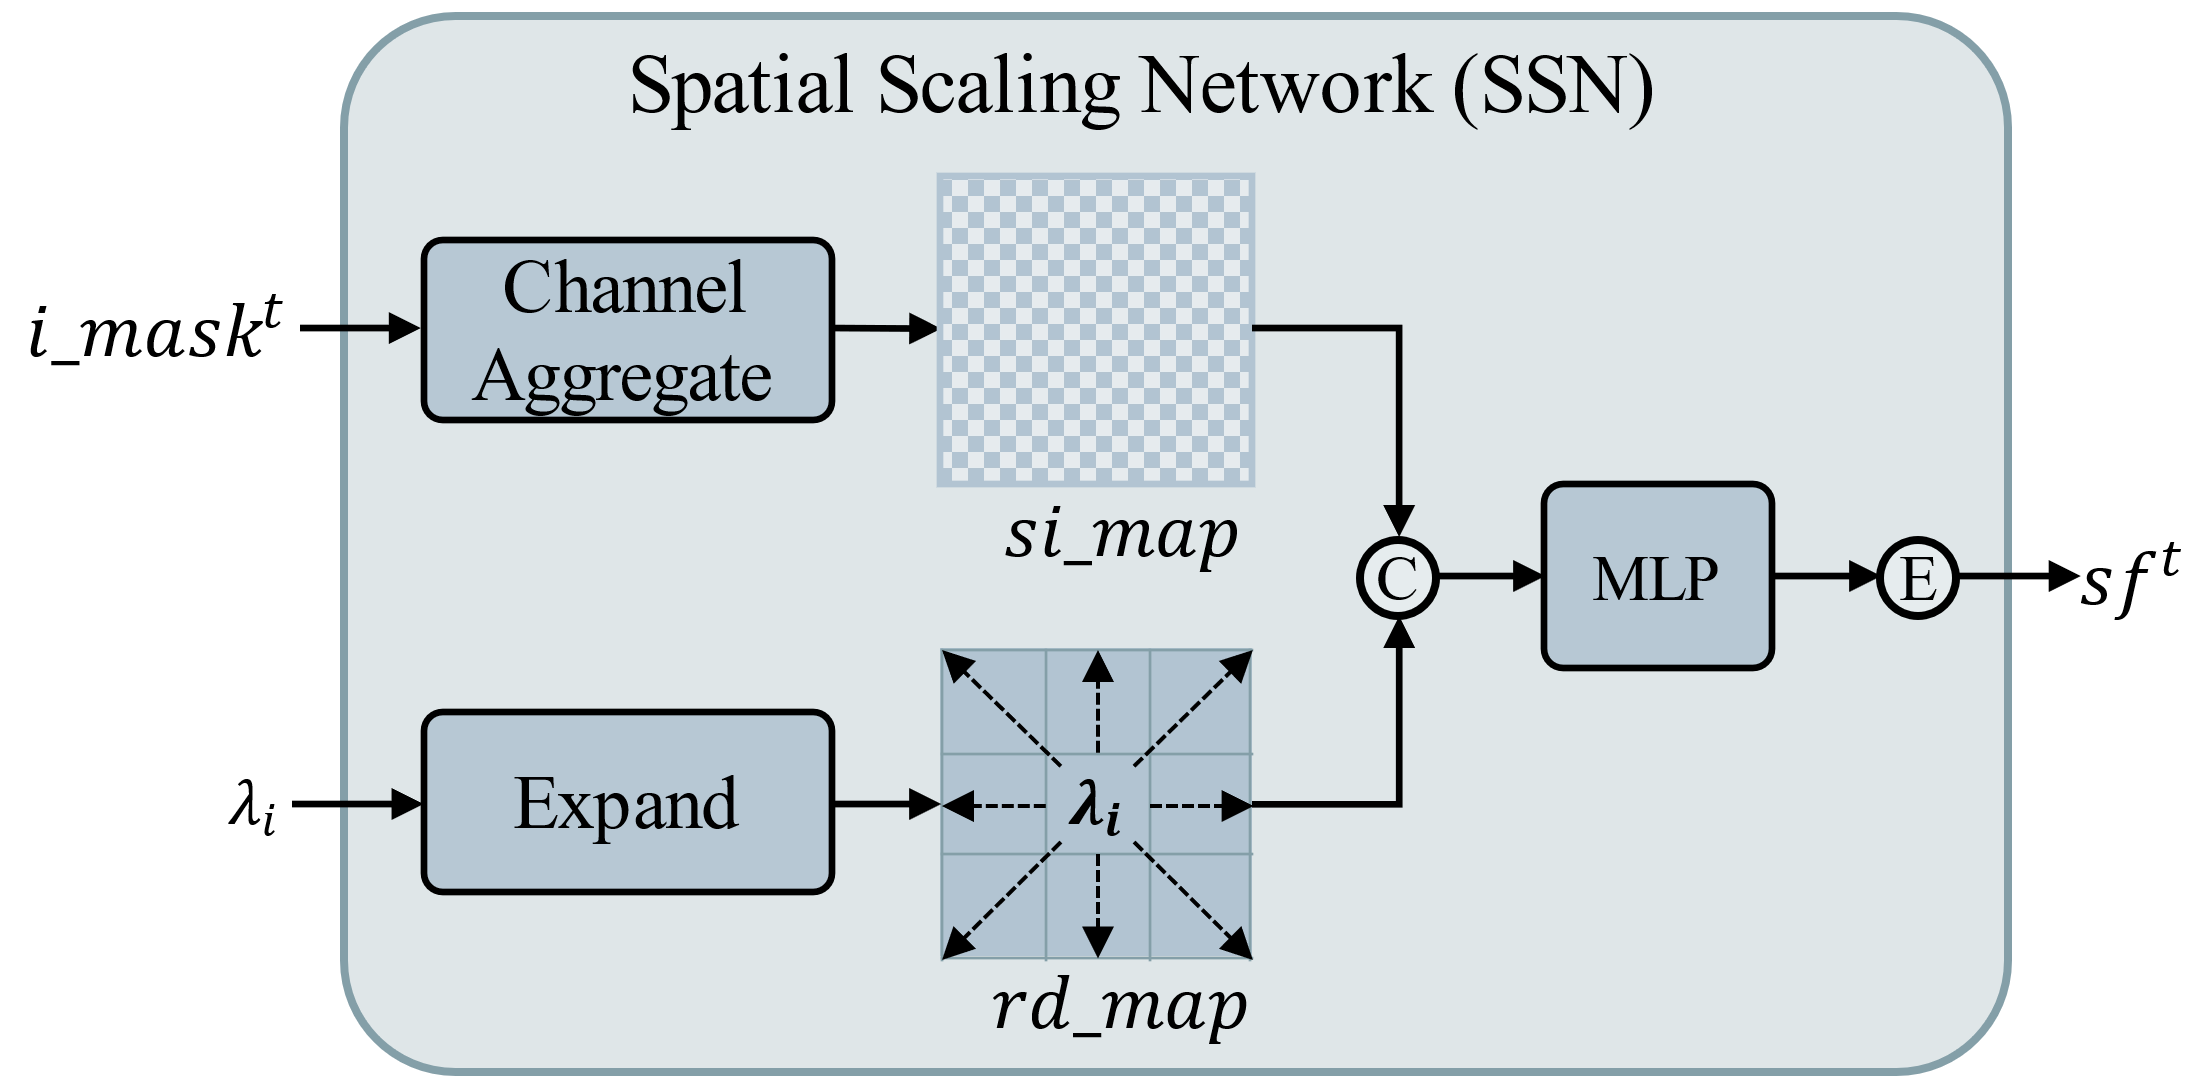 Spatial Scaling Network (SSN)
i_mask^t
Channel
Aggregate
si_map
C
MLP
E
sf^t
λ_i
Expand
λ_i
rd_map